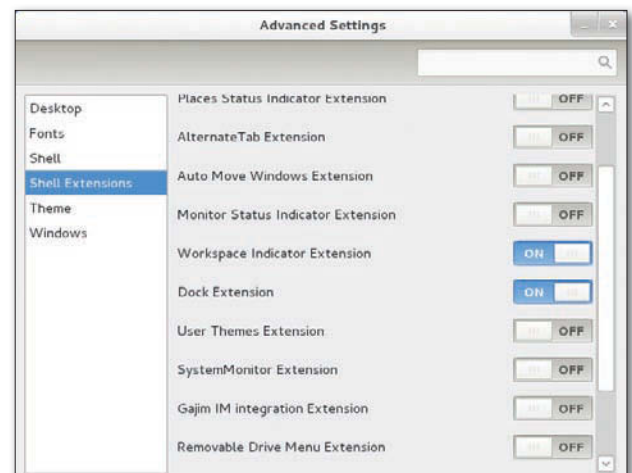 Advanced Settings
Desktop
Fonts
Shell
Shell Extensions
Theme
Windows
Places Status Indicator Extension OFF
AlternateTab Extension OFF
Auto Move Windows Extension OFF
Monitor Status Indicator Extension OFF
Workspace Indicator Extension ON
Dock Extension ON
User Themes Extension OFF
SystemMonitor Extension OFF
Gajim IM integration Extension OFF
Removable Drive Menu Extension OFF